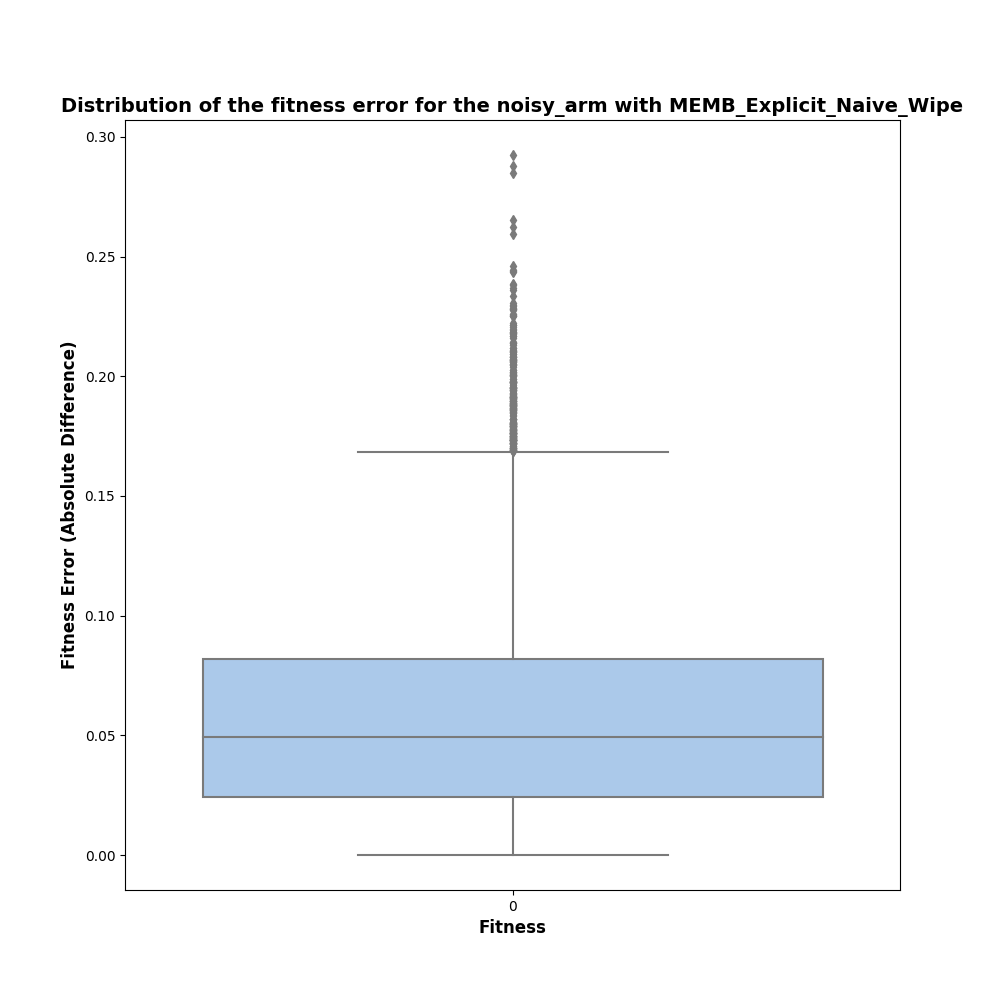 Distribution of the fitness error for the noisy_arm with MEMB_Explicit_Naive_Wipe
0.30
0.25
0.20
0.15
0.10
0.05
0.00
Fitness Error (Absolute Difference)
0
Fitness